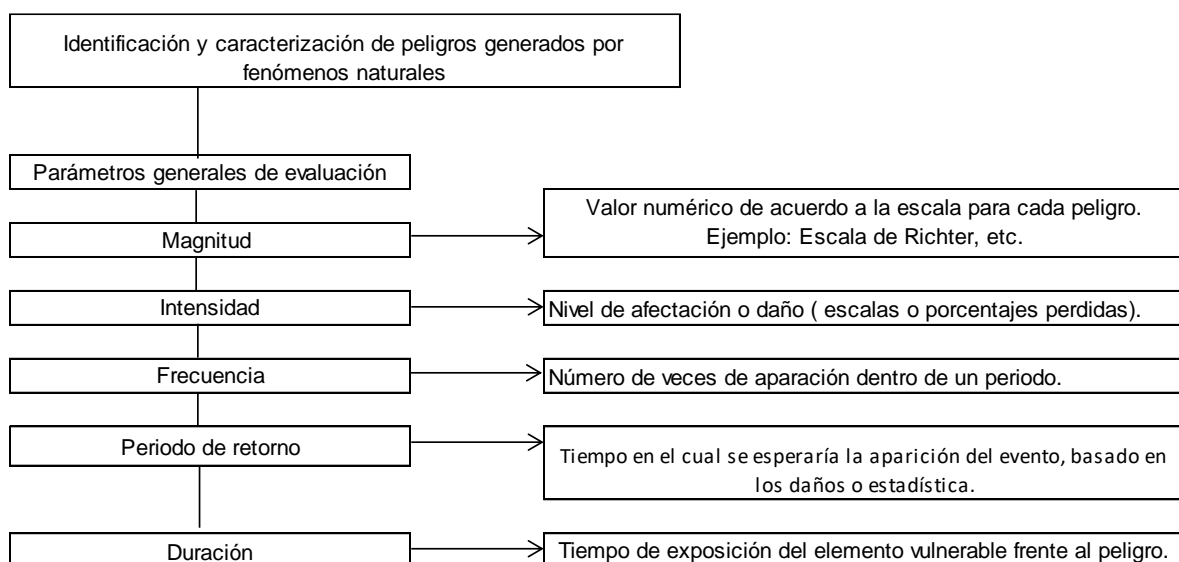 Identificación y caracterización de peligros generados por
fenómenos naturales
Parámetros generales de evaluación
Magnitud
Valor numérico de acuerdo a la escala para cada peligro.
Ejemplo: Escala de Richter, etc.
Intensidad
Nivel de afectación o daño ( escalas o porcentajes perdidas).
Frecuencia
Número de veces de aparación dentro de un periodo.
Periodo de retorno
Tiempo en el cual se esperaría la aparición del evento, basado en
los daños o estadística.
Duración
Tiempo de exposición del elemento vulnerable frente al peligro.